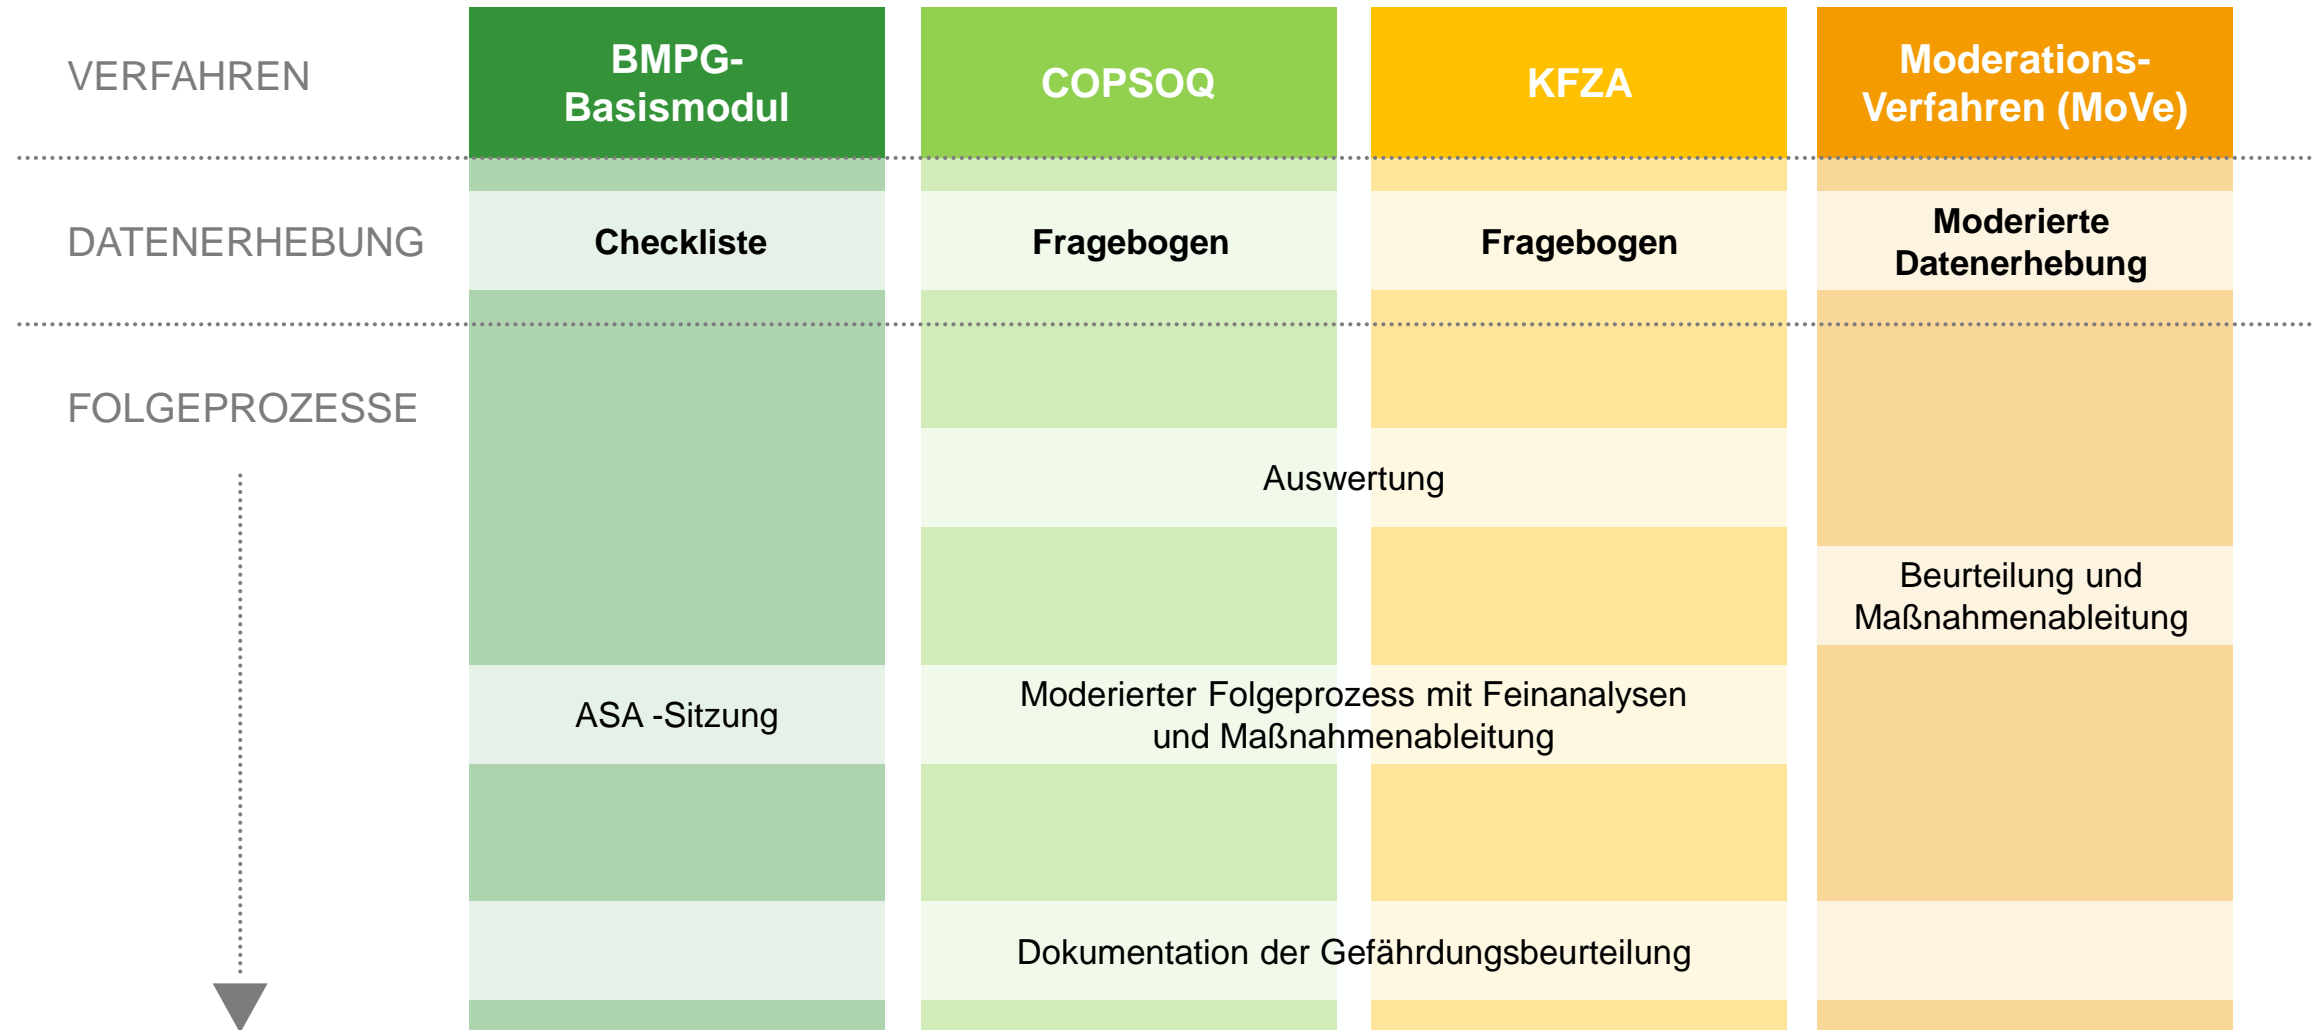 VERFAHREN
BMPG-
Basismodul
COPSOQ
KFZA
Moderations-
Verfahren (MoVe)
DATENERHEBUNG
Checkliste
Fragebogen
Fragebogen
Moderierte
Datenerhebung
FOLGEPROZESSE
Auswertung
Beurteilung und
Maßnahmenableitung
ASA -Sitzung
Moderierter Folgeprozess mit Feinanalysen
und Maßnahmenableitung
Dokumentation der Gefährdungsbeurteilung